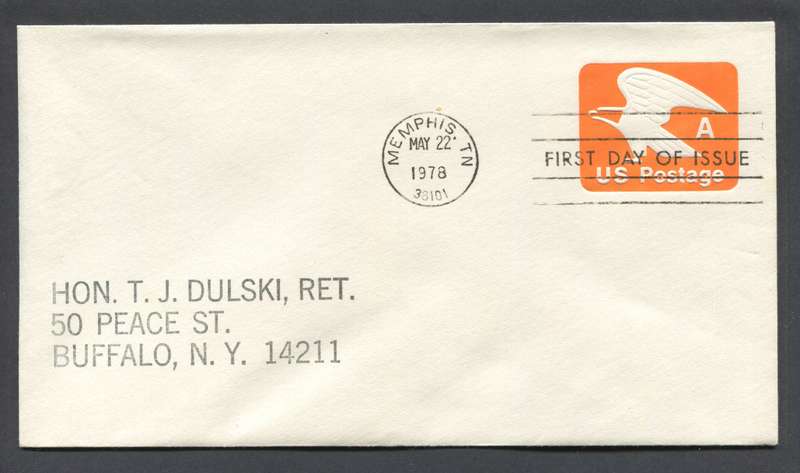 MEMPHIS, TN
MAY 22
1978
38101
A
FIRST DAY OF ISSUE
US Postage
HON. T. J. DULSKI, RET.
50 PEACE ST.
BUFFALO, N. Y. 14211